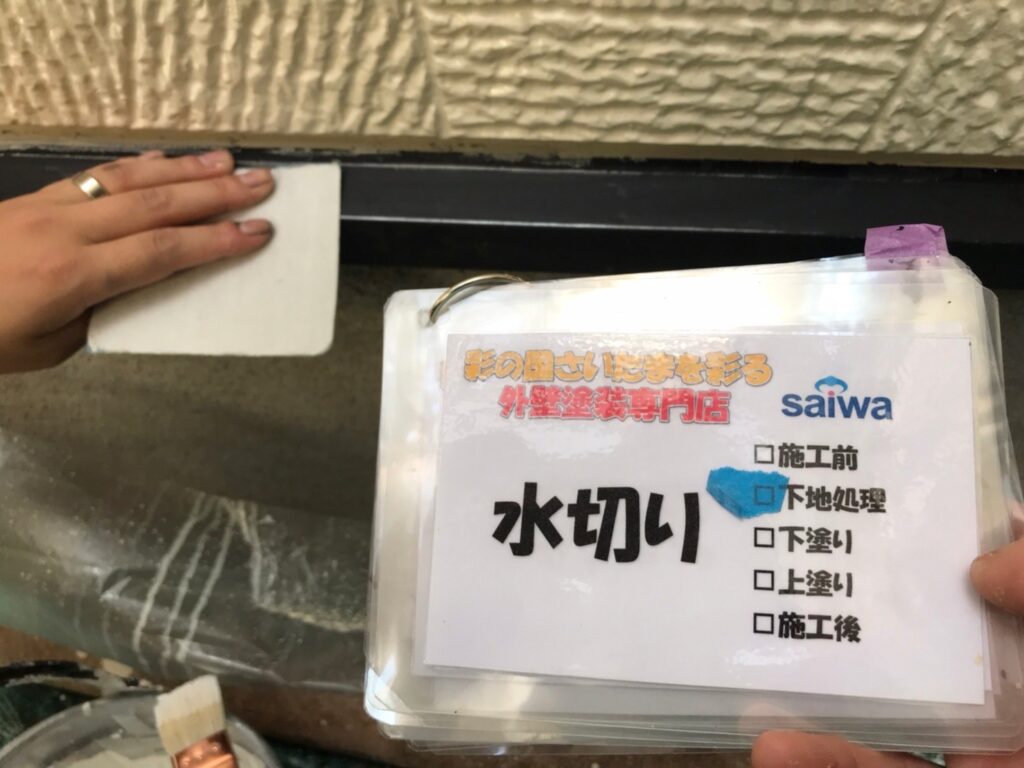 彩の国さいたまを彩る
外壁塗装専門店
saiwa
水切り
□施工前
□下地処理
□下塗り
□上塗り
□施工後